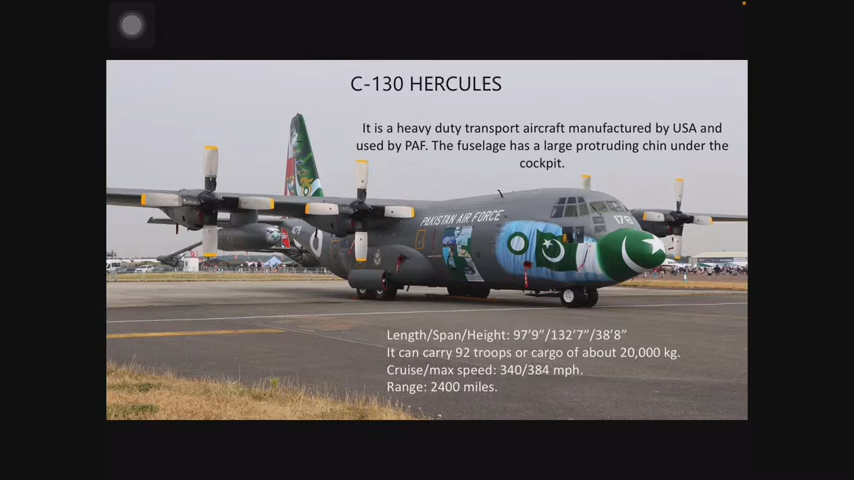 C-130 HERCULES
It is a heavy duty transport aircraft manufactured by USA and
used by PAF. The fuselage has a large protruding chin under the
cockpit.
PAKISTAN AIR FORCE
178
Length/Span/Height: 97'9"/132'7"/38'8"
It can carry 92 troops or cargo of about 20,000 kg.
Cruise/max speed: 340/384 mph.
Range: 2400 miles.